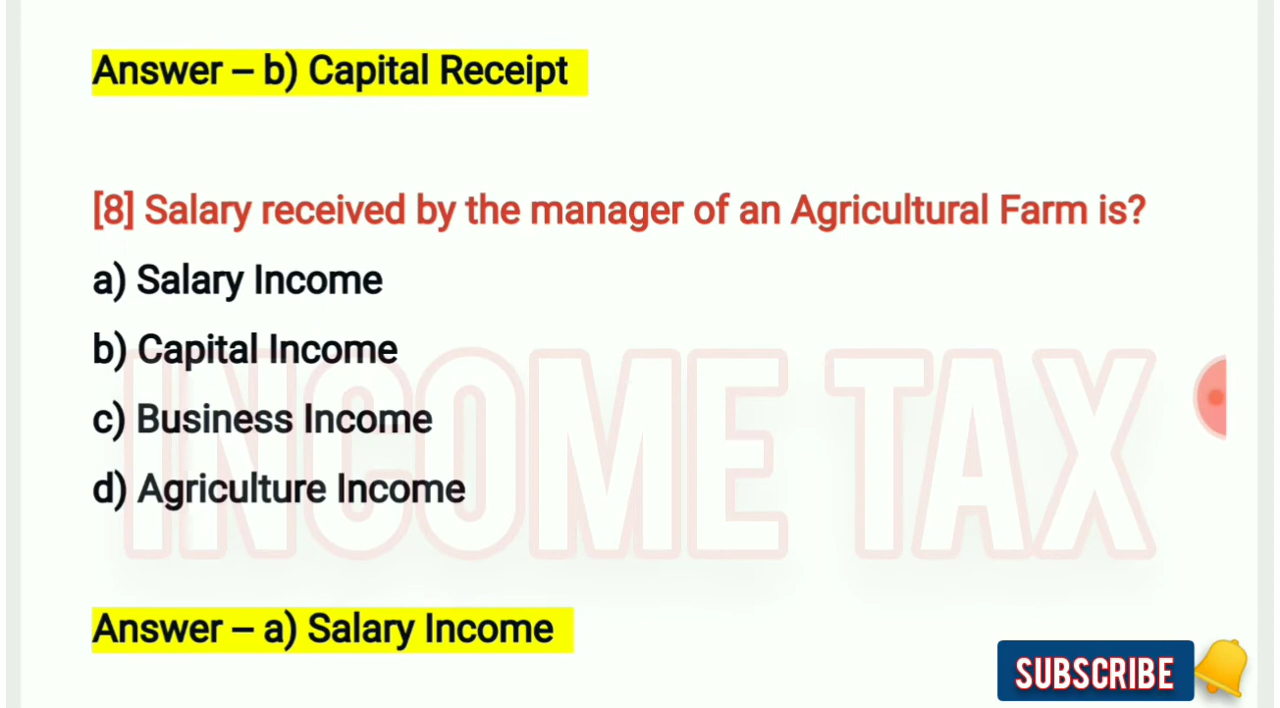 Answer – b) Capital Receipt
[8] Salary received by the manager of an Agricultural Farm is?
a) Salary Income
b) Capital Income
c) Business Income
d) Agriculture Income
INCOME TAX
Answer – a) Salary Income
SUBSCRIBE